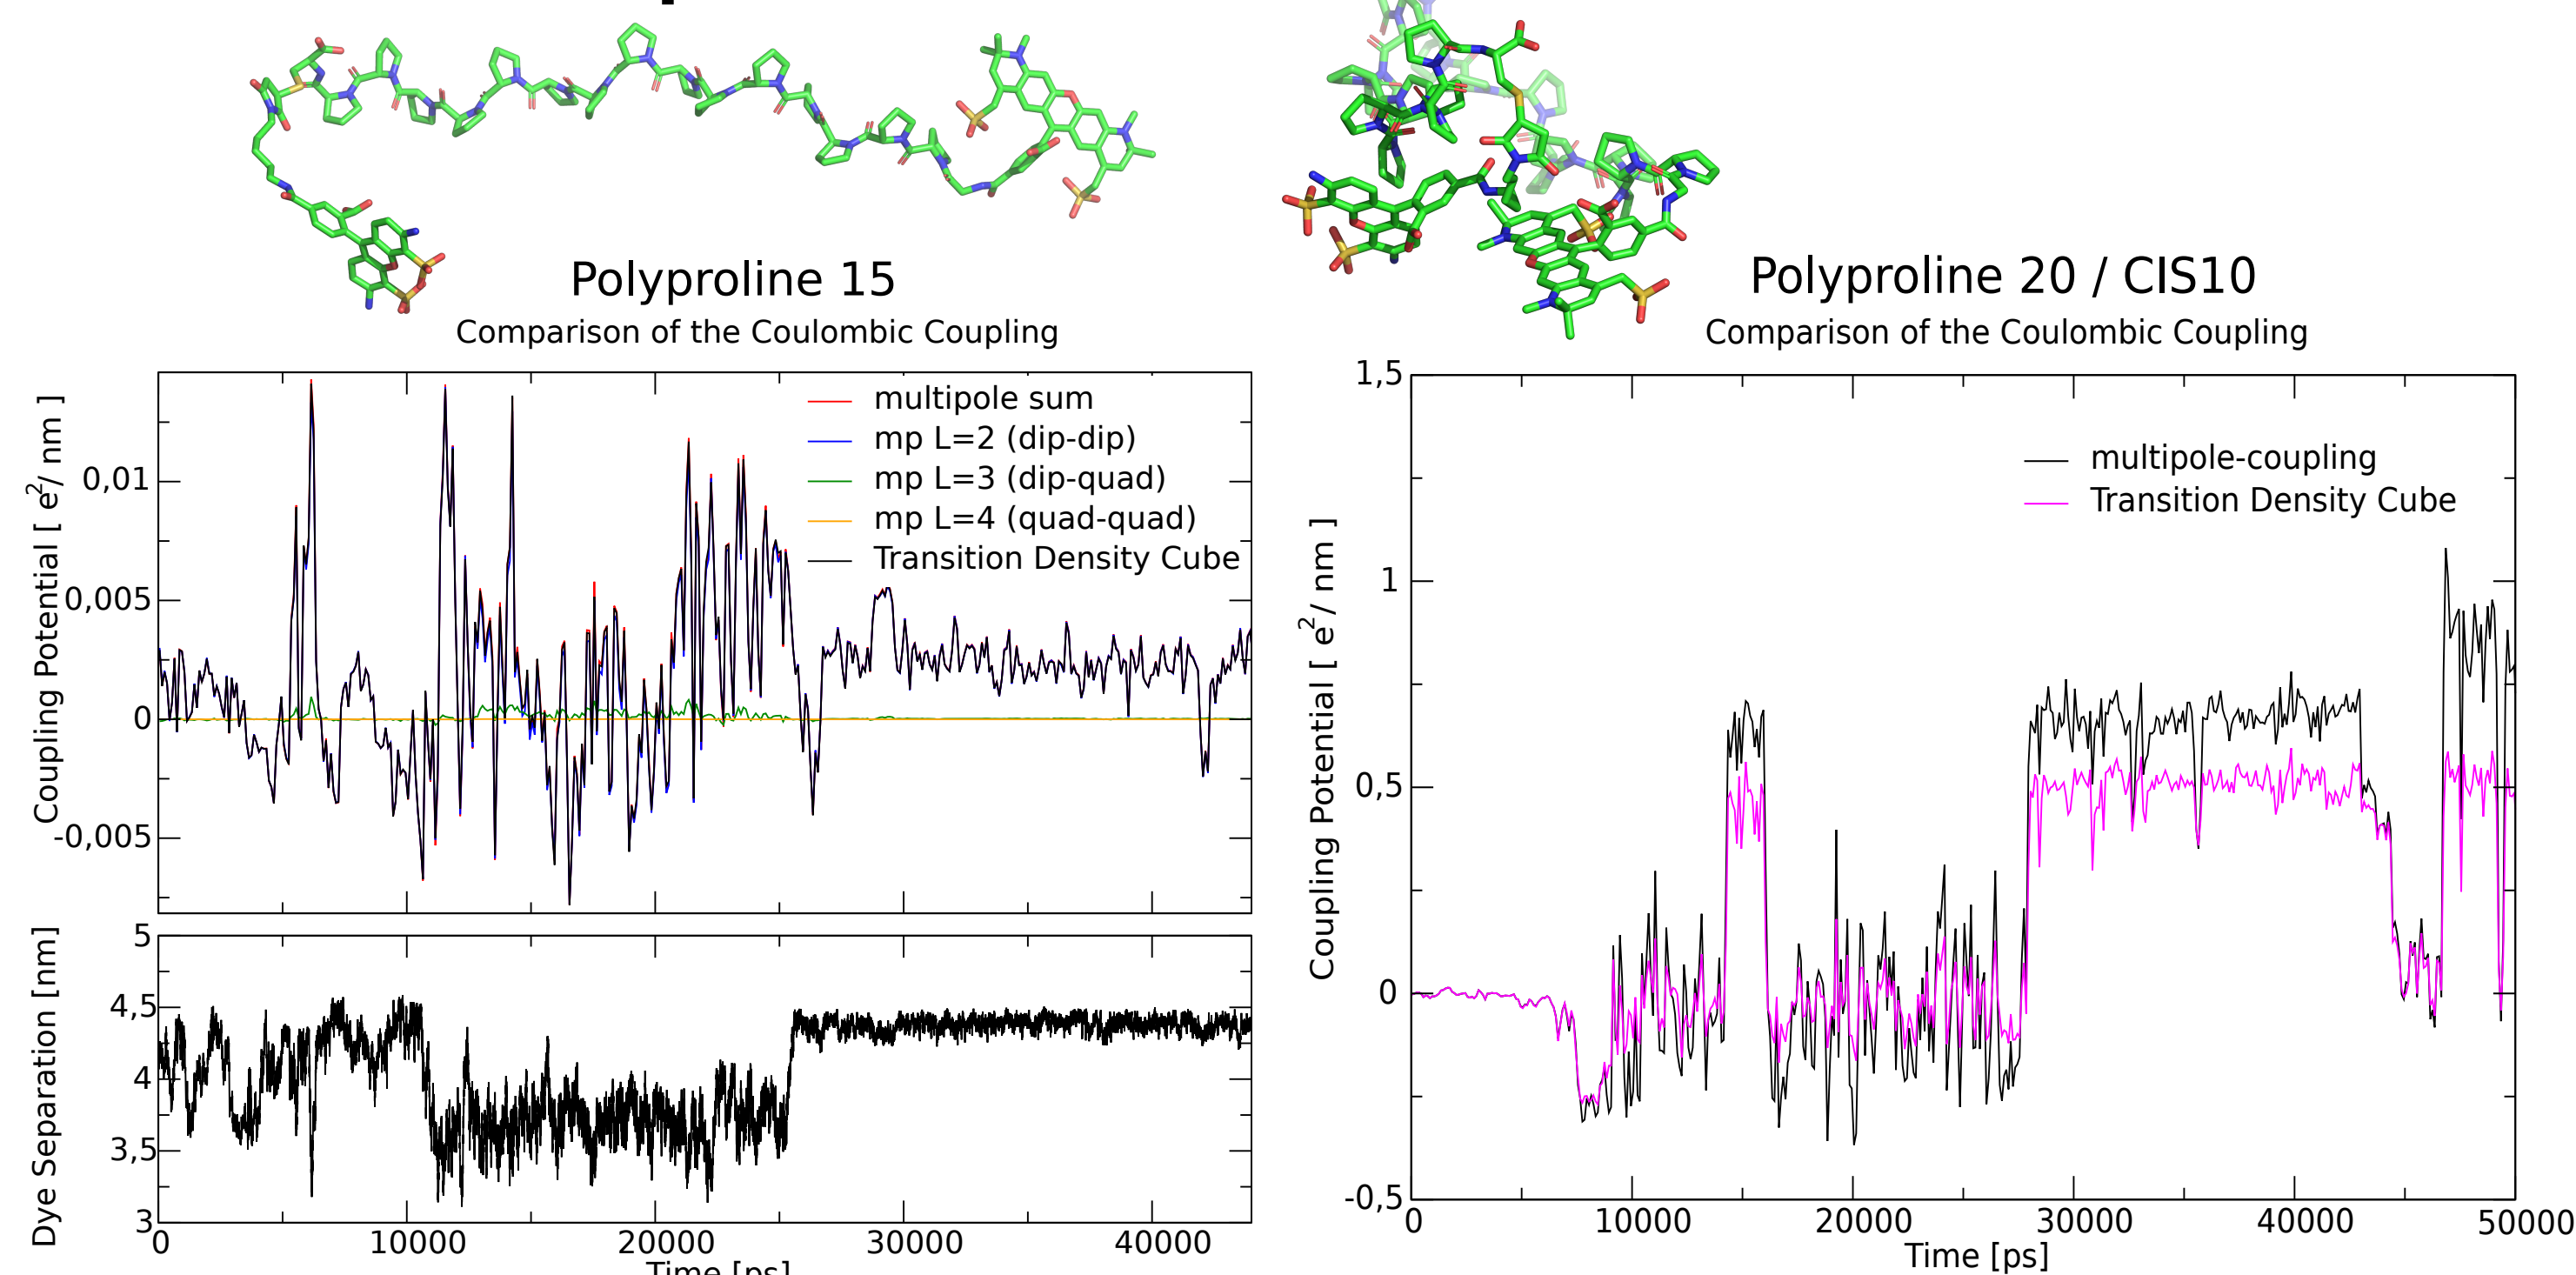 Polyproline 15
Comparison of the Coulombic Coupling
Coupling Potential [ e2/ nm ]
0,01
0,005
0
-0,005
multipole sum
mp L=2 (dip-dip)
mp L=3 (dip-quad)
mp L=4 (quad-quad)
Transition Density Cube
Dye Separation [nm]
5
4,5
4
3,5
3
0 10000 20000 30000 40000
Time [ps]
Polyproline 20 / CIS10
Comparison of the Coulombic Coupling
Coupling Potential [ e2/ nm ]
1,5
1
0,5
0
-0,5
multipole-coupling
Transition Density Cube
0 10000 20000 30000 40000 50000
Time [ps]